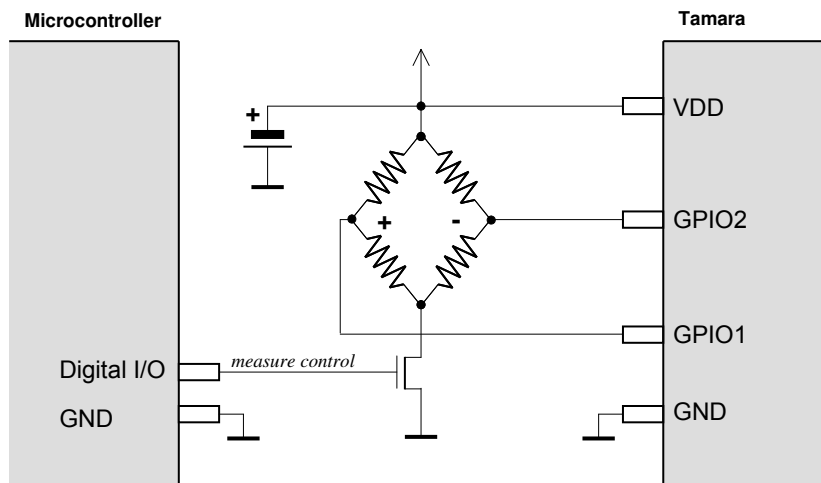 Microcontroller
Tamara
+
VDD
+
-
GPIO2
GPIO1
Digital I/O
measure control
GND
GND